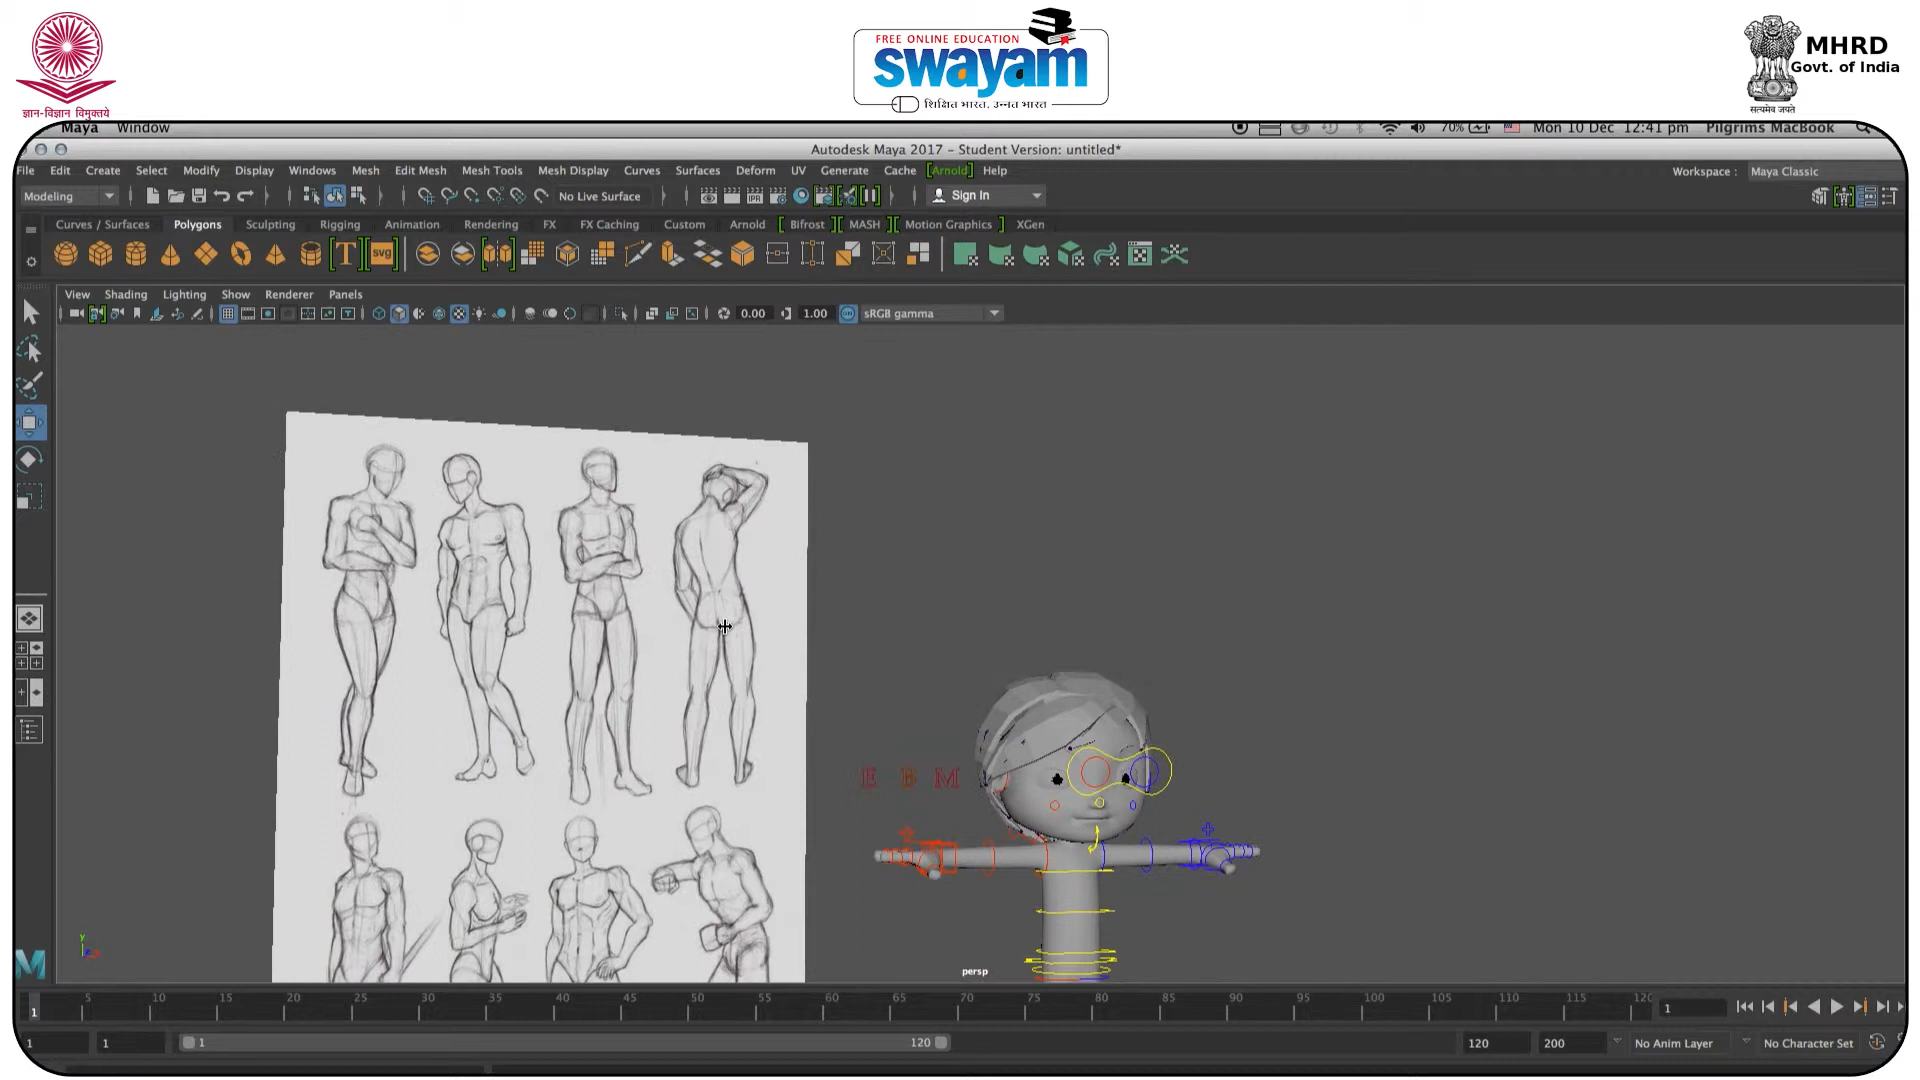 ज्ञान-विज्ञान विमुक्तये
FREE ONLINE EDUCATION
swayam
शिक्षित भारत, उन्नत भारत
MHRD
Govt. of India
सत्यमेव जयते
Maya Window
70% Mon 10 Dec 12:41 pm Pilgrims MacBook
Autodesk Maya 2017 - Student Version: untitled*
File Edit Create Select Modify Display Windows Mesh Edit Mesh Mesh Tools Mesh Display Curves Surfaces Deform UV Generate Cache [Arnold] Help
Workspace : Maya Classic
Modeling No Live Surface IPR Sign In
Curves / Surfaces Polygons Sculpting Rigging Animation Rendering FX FX Caching Custom Arnold [ Bifrost ] [ MASH ] [ Motion Graphics ] XGen
T svg
View Shading Lighting Show Renderer Panels
0.00 1.00 ON sRGB gamma
E B M
y
persp
5 10 15 20 25 30 35 40 45 50 55 60 65 70 75 80 85 90 95 100 105 110 115 120
1 1
1 1 1 120 120 200 No Anim Layer No Character Set